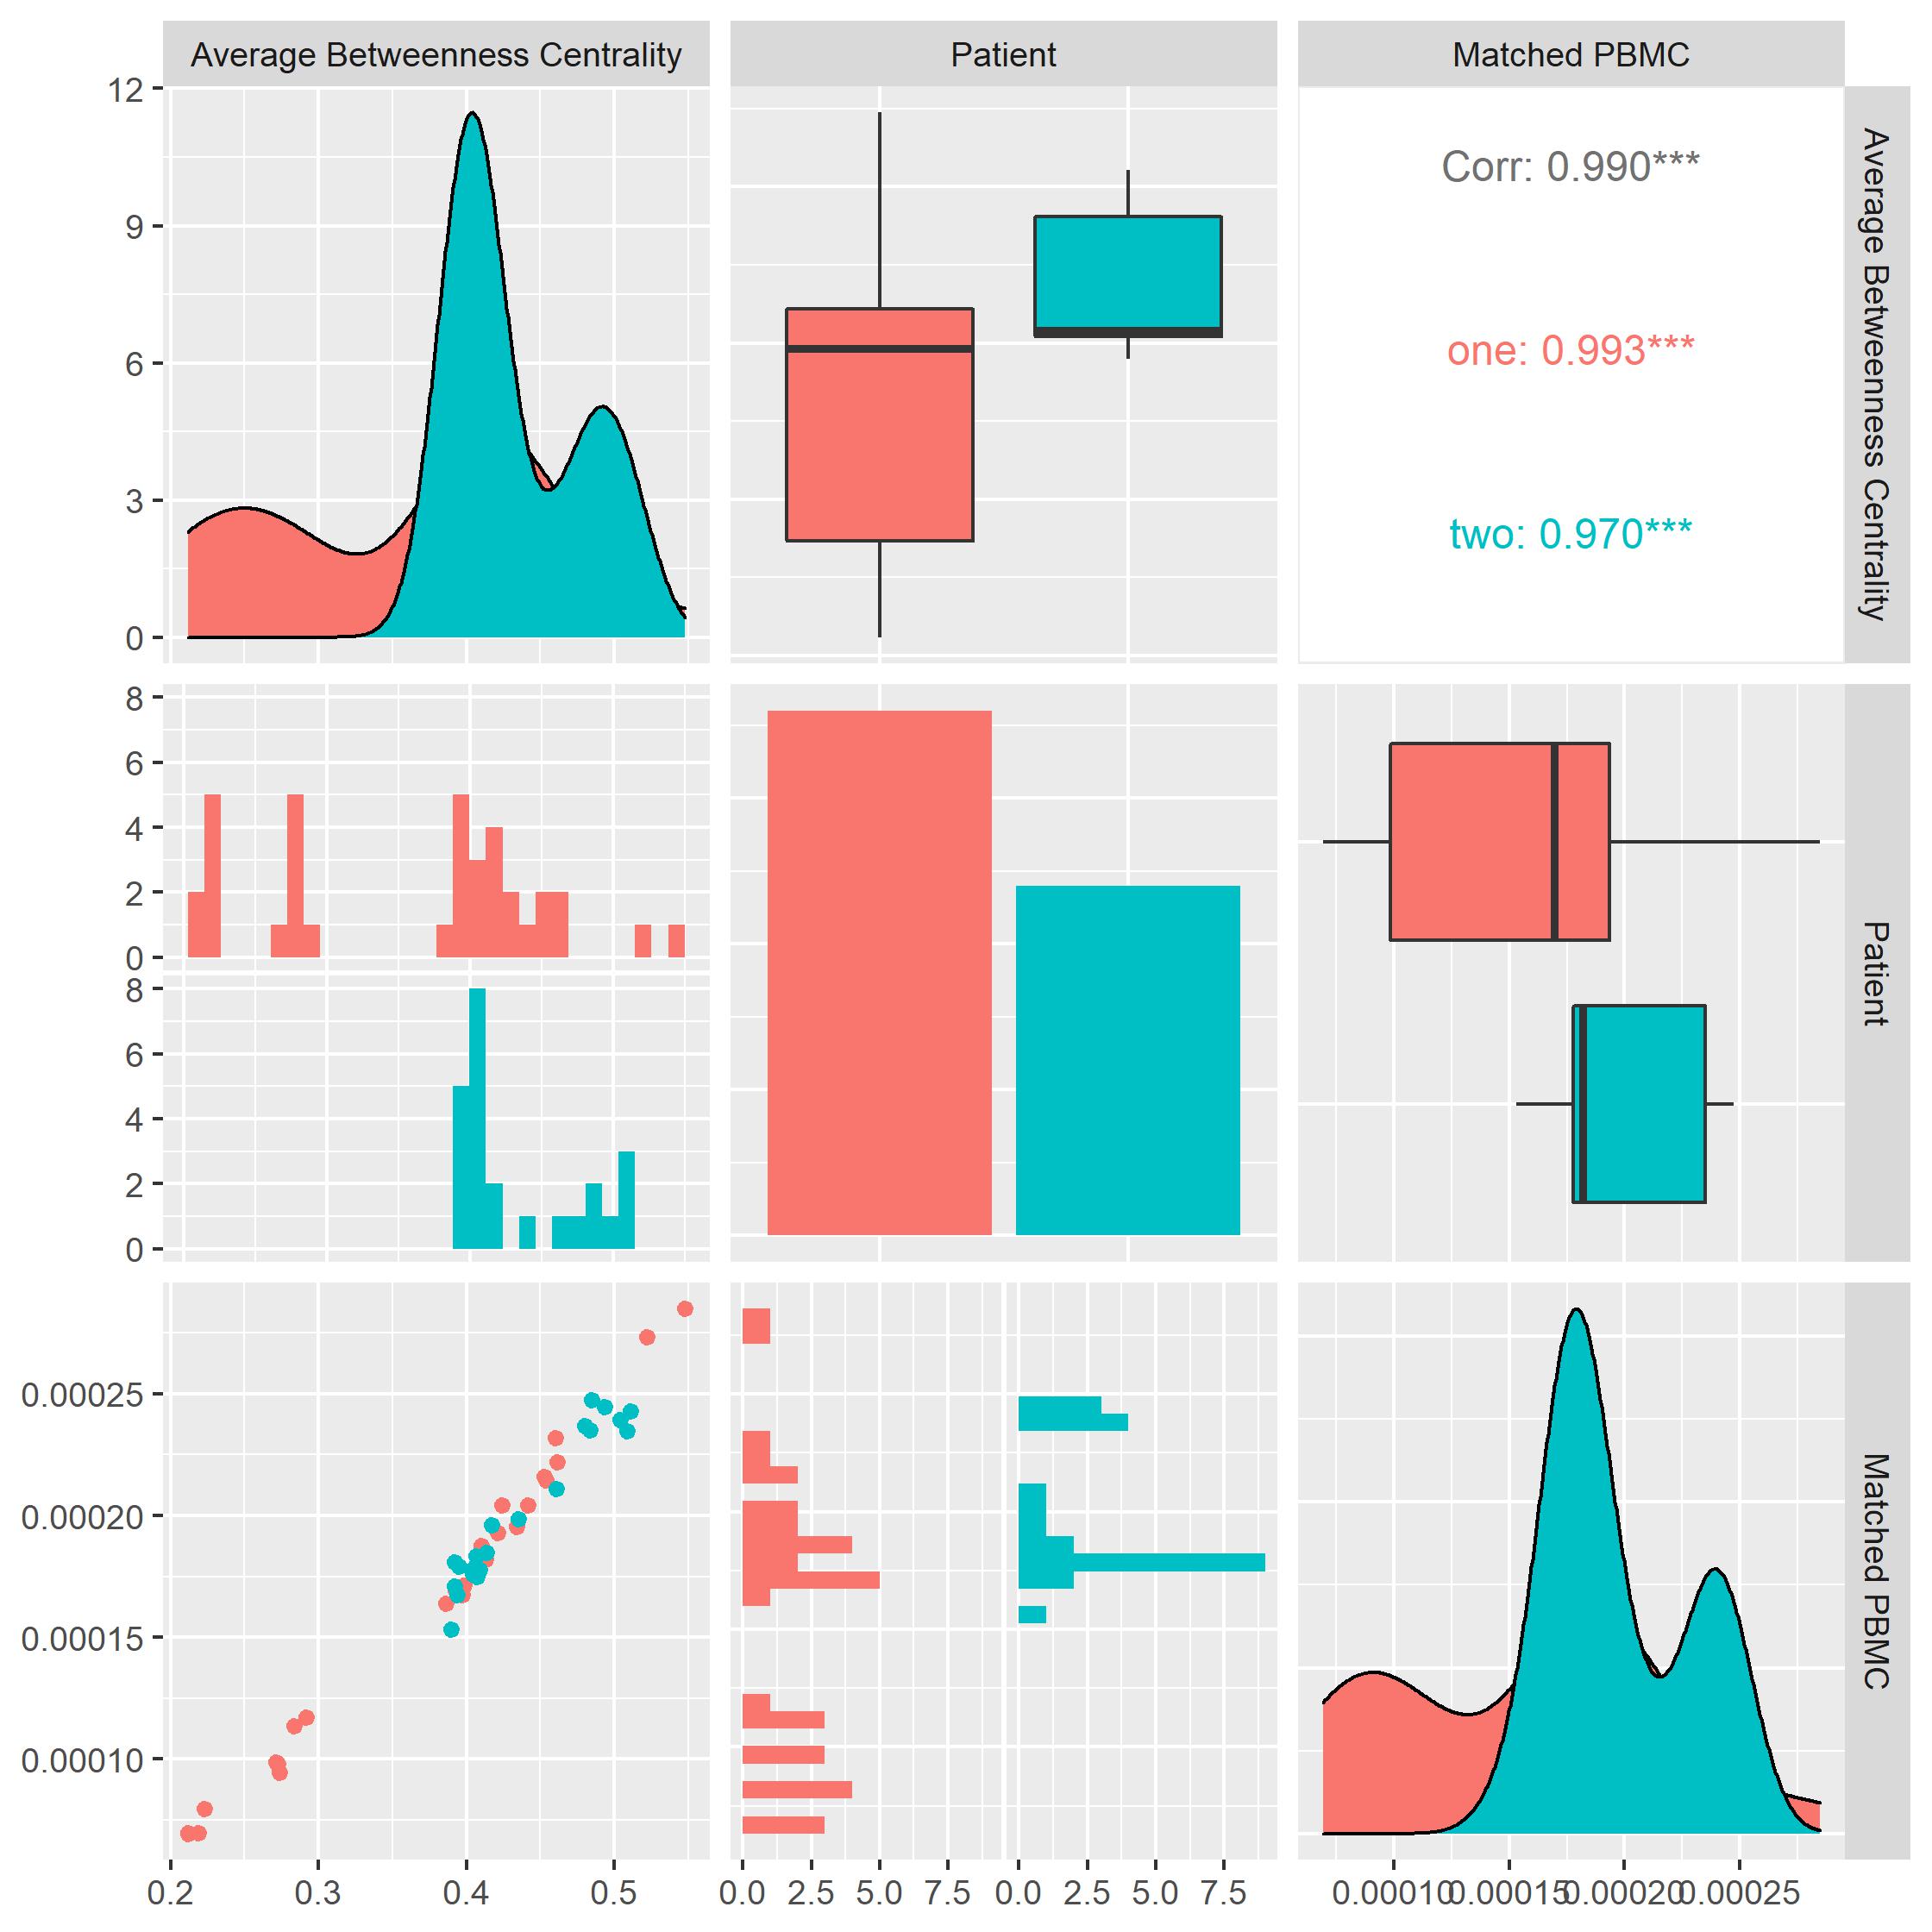 Average Betweenness Centrality
Patient
Matched PBMC
12
9
6
3
0
Corr: 0.990***
one: 0.993***
two: 0.970***
Average Betweenness Centrality
8
6
4
2
0
8
6
4
2
0
Patient
0.00025
0.00020
0.00015
0.00010
Matched PBMC
0.2 0.3 0.4 0.5
0.0 2.5 5.0 7.5 0.0 2.5 5.0 7.5
0.00010 0.00015 0.00020 0.00025